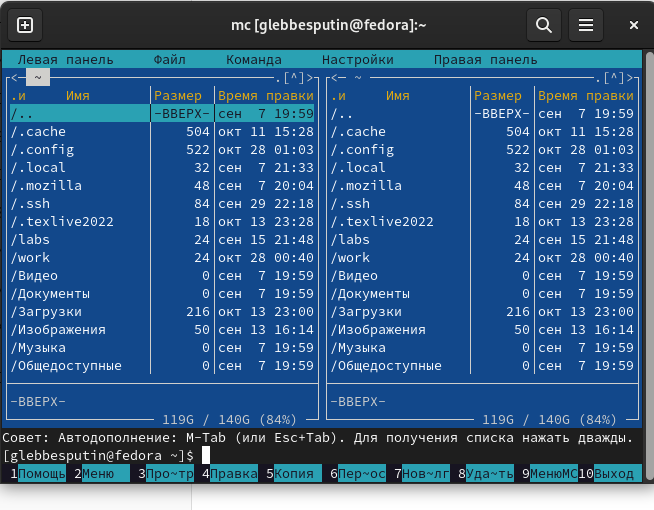 mc [glebbesputin@fedora]:~
Левая панель Файл Команда Настройки Правая панель
<— ~ .[^]> <— ~ .[^]>
.и Имя Размер Время правки .и Имя Размер Время правки
/.. -ВВЕРХ- сен 7 19:59 /.. -ВВЕРХ- сен 7 19:59
/.cache 504 окт 11 15:28 /.cache 504 окт 11 15:28
/.config 522 окт 28 01:03 /.config 522 окт 28 01:03
/.local 32 сен 7 21:33 /.local 32 сен 7 21:33
/.mozilla 48 сен 7 20:04 /.mozilla 48 сен 7 20:04
/.ssh 84 сен 29 22:18 /.ssh 84 сен 29 22:18
/.texlive2022 18 окт 13 23:28 /.texlive2022 18 окт 13 23:28
/labs 24 сен 15 21:48 /labs 24 сен 15 21:48
/work 24 окт 28 00:40 /work 24 окт 28 00:40
/Видео 0 сен 7 19:59 /Видео 0 сен 7 19:59
/Документы 0 сен 7 19:59 /Документы 0 сен 7 19:59
/Загрузки 216 окт 13 23:00 /Загрузки 216 окт 13 23:00
/Изображения 50 сен 13 16:14 /Изображения 50 сен 13 16:14
/Музыка 0 сен 7 19:59 /Музыка 0 сен 7 19:59
/Общедоступные 0 сен 7 19:59 /Общедоступные 0 сен 7 19:59
-ВВЕРХ- -ВВЕРХ-
119G / 140G (84%) 119G / 140G (84%)
Совет: Автодополнение: M-Tab (или Esc+Tab). Для получения списка нажать дважды.
[glebbesputin@fedora ~]$
1Помощь 2Меню 3Про~тр 4Правка 5Копия 6Пер~ос 7Нов~лг 8Уда~ть 9МенюМС 10Выход